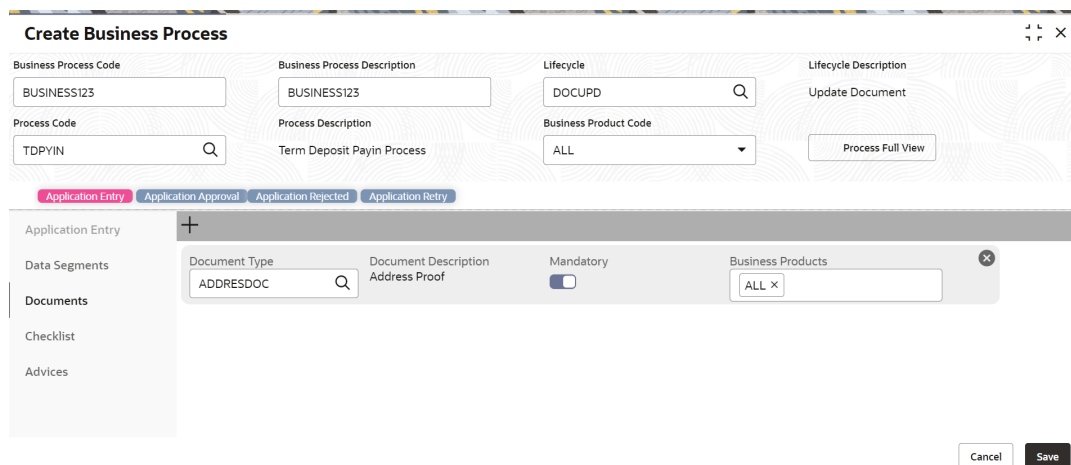 Create Business Process
Business Process Code Business Process Description Lifecycle Lifecycle Description
BUSINESS123 BUSINESS123 DOCUPD Update Document
Process Code Process Description Business Product Code
TDPYIN Term Deposit Payin Process ALL Process Full View
Application Entry Application Approval Application Rejected Application Retry
Application Entry
Data Segments
Documents
Checklist
Advices
Document Type Document Description Mandatory Business Products
ADDRESDOC Address Proof ALL ×
Cancel Save